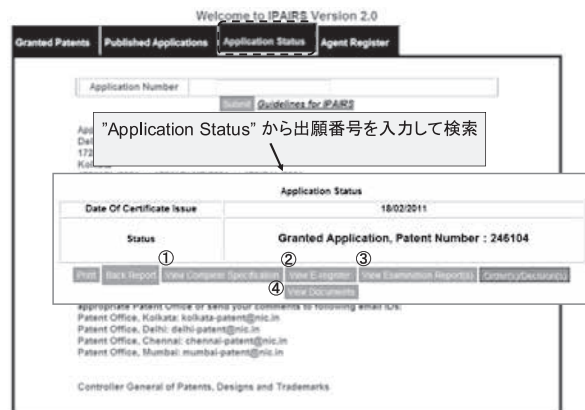 Welcome to IPAIRS Version 2.0
Granted Patents Published Applications Application Status Agent Register
Application Number
Submit Guidelines for IPAIRS
"Application Status" から出願番号を入力して検索
Application Status
Date Of Certificate Issue 18/02/2011
Status Granted Application, Patent Number : 246104
① ② ③
Print Back Report View Complete Specification View E-register View Examination Report(s) Order(s)/Decision(s)
④ View Documents
appropriate Patent Office or send your comments to following email IDs:
Patent Office, Kolkata: kolkata-patent@nic.in
Patent Office, Delhi: delhi-patent@nic.in
Patent Office, Chennai: chennai-patent@nic.in
Patent Office, Mumbai: mumbai-patent@nic.in
Controller General of Patents, Designs and Trademarks